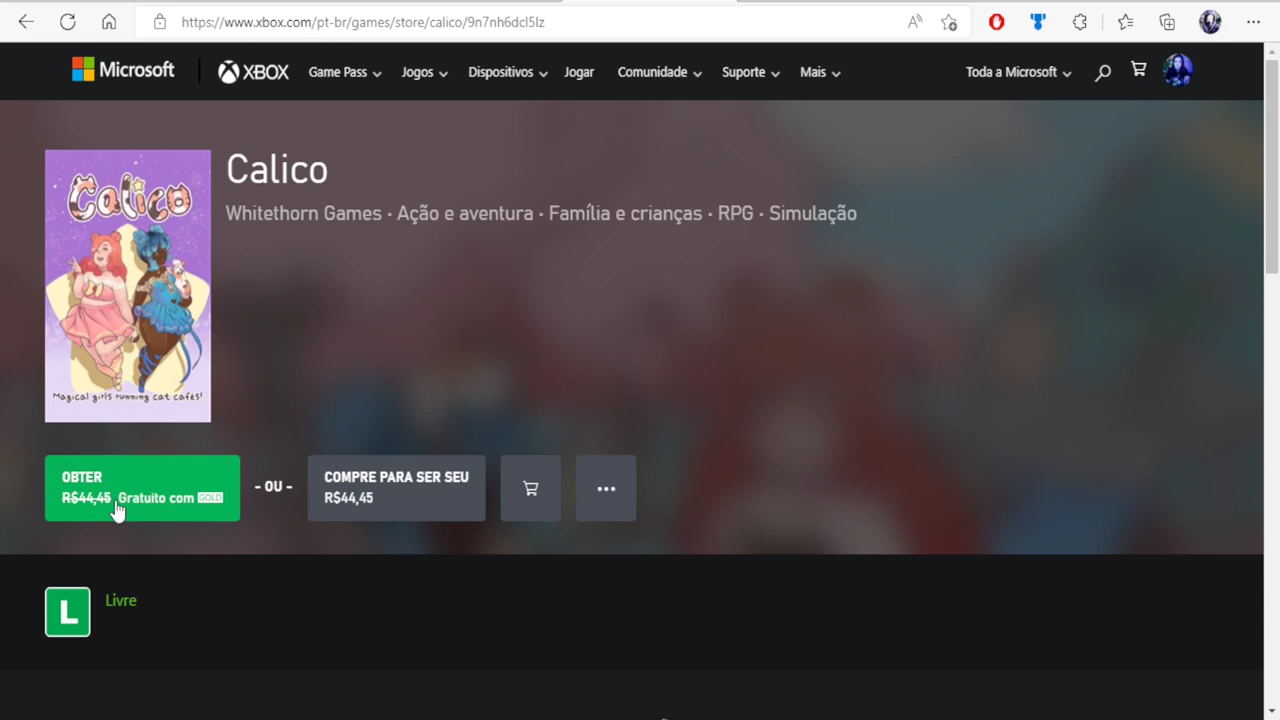 https://www.xbox.com/pt-br/games/store/calico/9n7nh6dcl5lz
Microsoft XBOX Game Pass Jogos Dispositivos Jogar Comunidade Suporte Mais Toda a Microsoft
Calico
Calico
Whitethorn Games · Ação e aventura · Família e crianças · RPG · Simulação
Magical girls running cat cafés!
OBTER
R$44,45 Gratuito com GOLD
- OU -
COMPRE PARA SER SEU
R$44,45
L
Livre